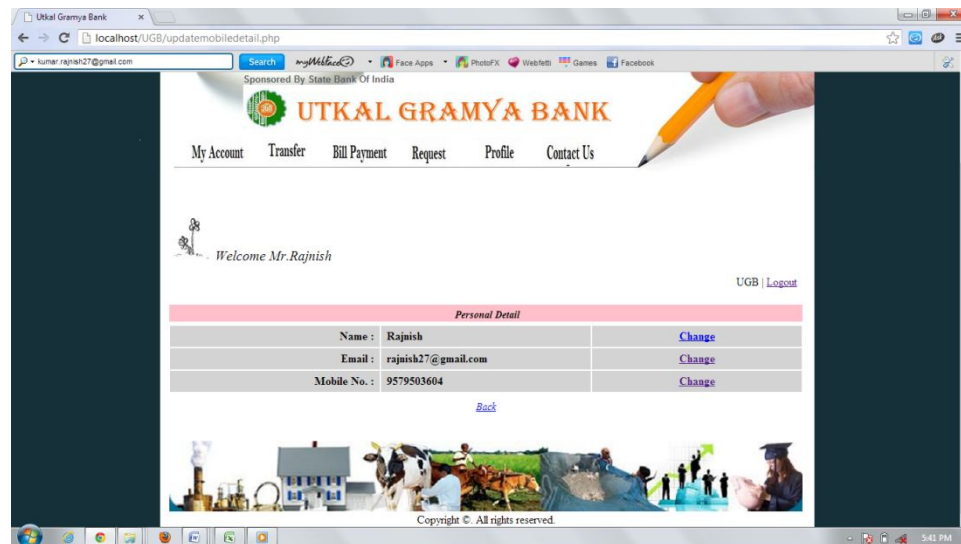 Utkal Gramya Bank
localhost/UGB/updatemobiledetail.php
kumar.rajnish27@gmail.com Search myWebface Face Apps PhotoFX Webfetti Games Facebook
Sponsored By State Bank Of India
UTKAL GRAMYA BANK
My Account Transfer Bill Payment Request Profile Contact Us
Welcome Mr.Rajnish
UGB | Logout
Personal Detail
Name : Rajnish Change
Email : rajnish27@gmail.com Change
Mobile No. : 9579503604 Change
Back
Copyright ©. All rights reserved.
5:41 PM